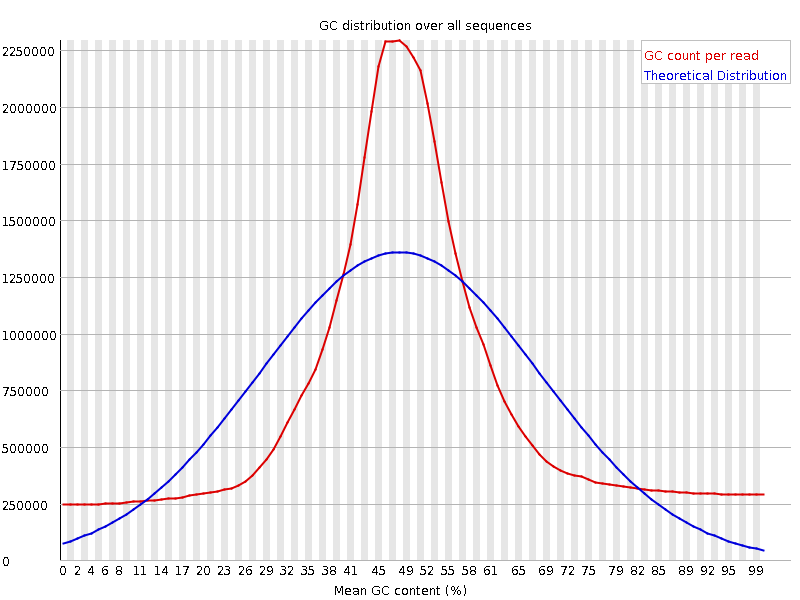 GC distribution over all sequences
GC count per read
Theoretical Distribution
2250000
2000000
1750000
1500000
1250000
1000000
750000
500000
250000
0
0 2 4 6 8 11 14 17 20 23 26 29 32 35 38 41 45 49 52 55 58 61 65 69 72 75 79 82 85 89 92 95 99
Mean GC content (%)